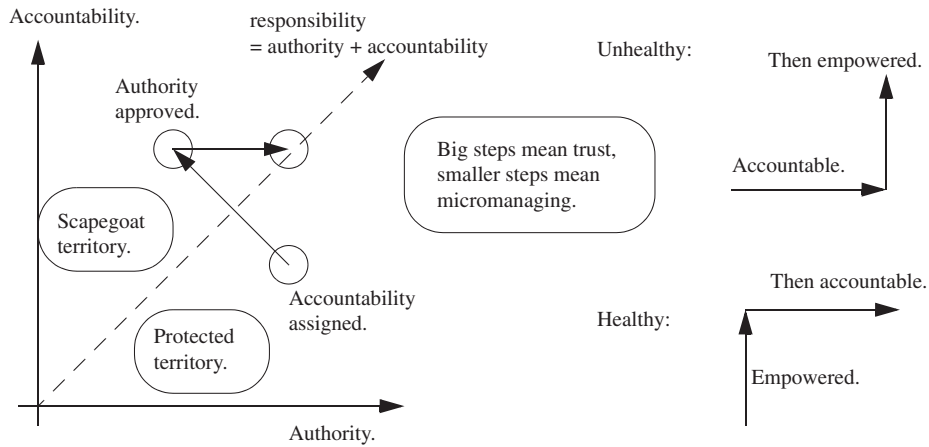 Accountability.
responsibility
= authority + accountability
Authority
approved.
Scapegoat
territory.
Accountability
assigned.
Protected
territory.
Authority.
Big steps mean trust,
smaller steps mean
micromanaging.
Unhealthy:
Then empowered.
Accountable.
Healthy:
Then accountable.
Empowered.